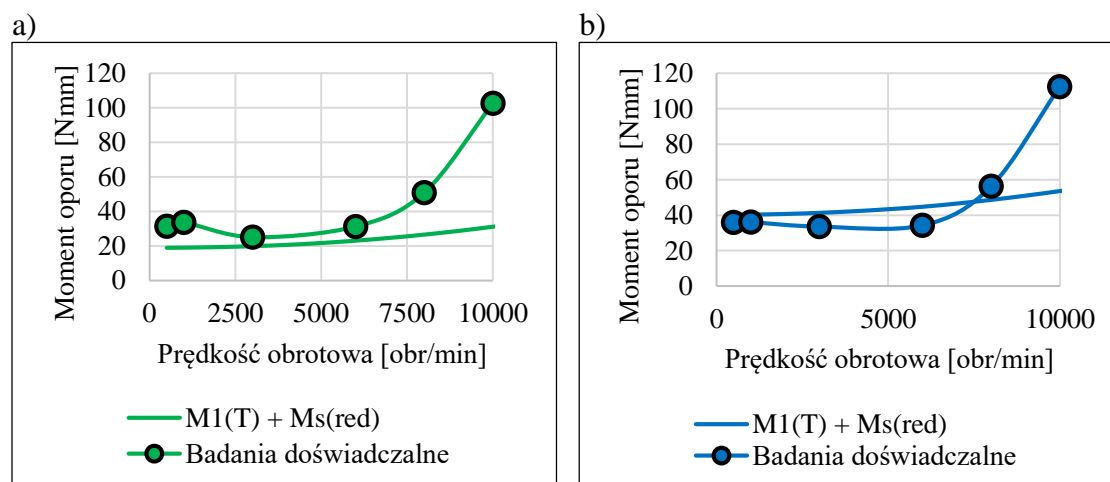 a)
Moment oporu [Nmm]
120
100
80
60
40
20
0
0 2500 5000 7500 10000
Prędkość obrotowa [obr/min]
M1(T) + Ms(red)
Badania doświadczalne
b)
Moment oporu [Nmm]
120
100
80
60
40
20
0
0 5000 10000
Prędkość obrotowa [obr/min]
M1(T) + Ms(red)
Badania doświadczalne